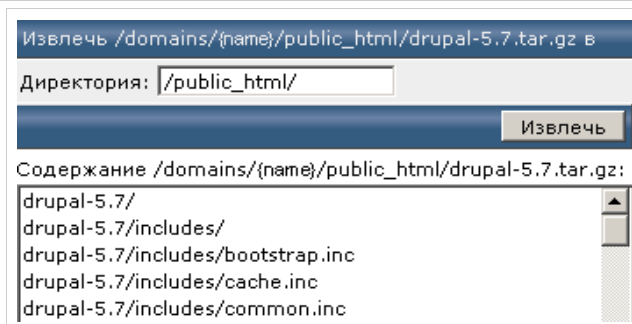 Извлечь /domains/{name}/public_html/drupal-5.7.tar.gz в
Директория: /public_html/
Извлечь
Содержание /domains/{name}/public_html/drupal-5.7.tar.gz:
drupal-5.7/
drupal-5.7/includes/
drupal-5.7/includes/bootstrap.inc
drupal-5.7/includes/cache.inc
drupal-5.7/includes/common.inc